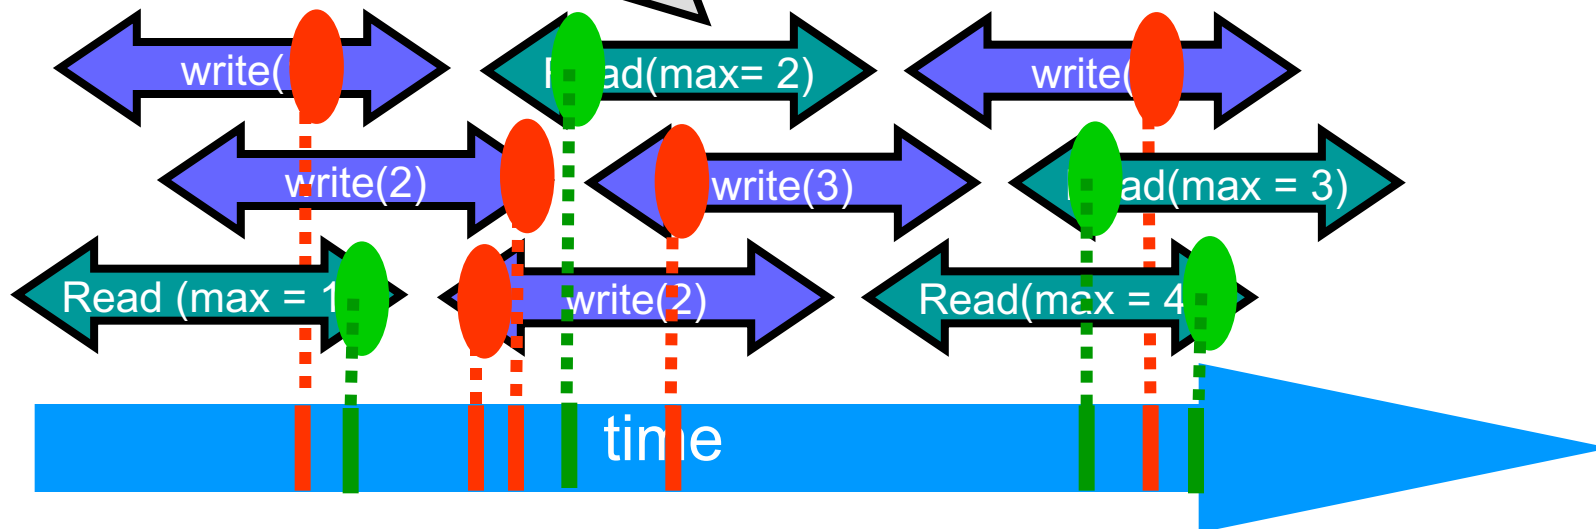 write( ad(max= 2) write(
write(2) write(3) ad(max = 3)
Read (max = 1 write(2) Read(max = 4
time